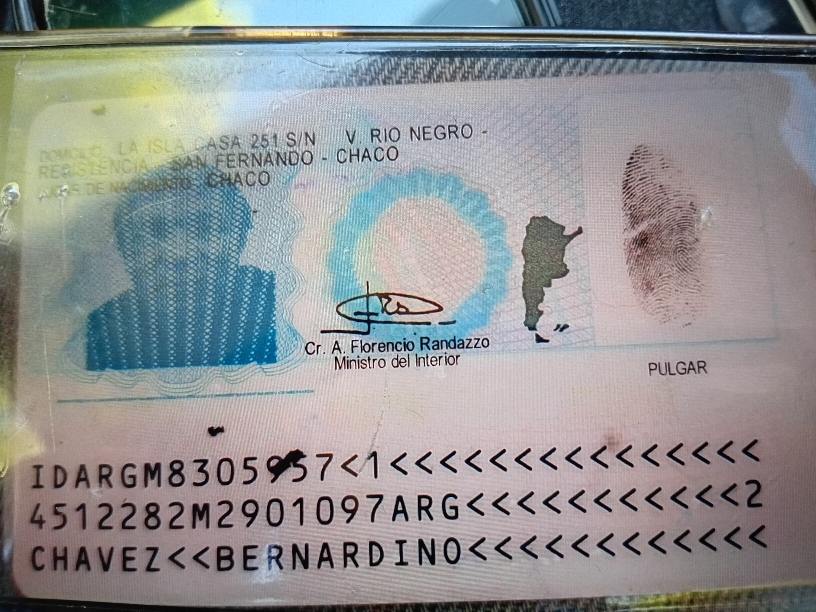 DOMICILIO: LA ISLA CASA 251 S/N V. RIO NEGRO -
RESISTENCIA - SAN FERNANDO - CHACO
LUGAR DE NACIMIENTO: CHACO
Cr. A. Florencio Randazzo
Ministro del Interior
PULGAR
IDARGM8305957<1<<<<<<<<<<<<<<<
4512282M2901097ARG<<<<<<<<<<<2
CHAVEZ<<BERNARDINO<<<<<<<<<<<<